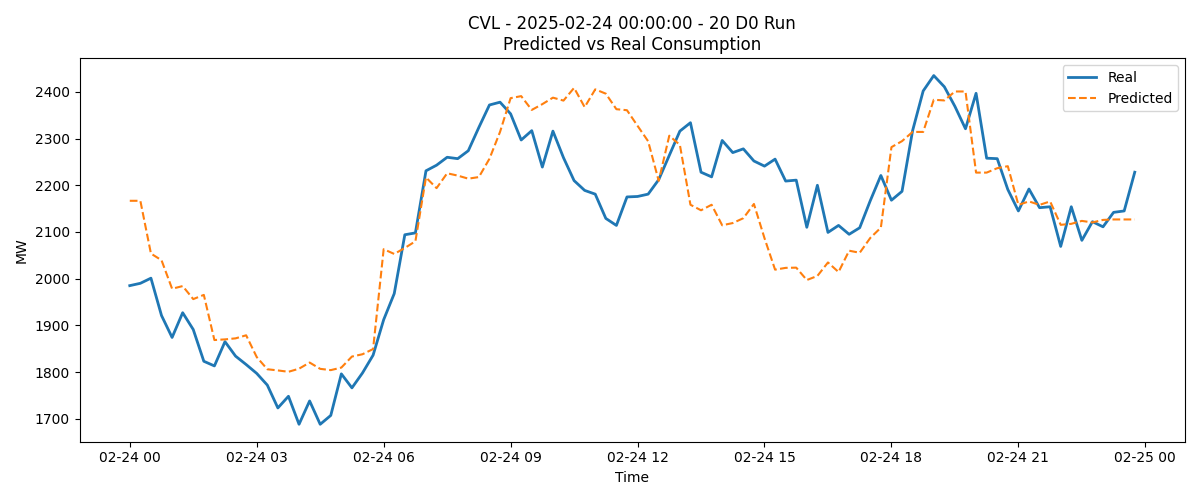 CVL - 2025-02-24 00:00:00 - 20 D0 Run
Predicted vs Real Consumption
Real
Predicted
2400
2300
2200
2100
2000
1900
1800
1700
MW
02-24 00
02-24 03
02-24 06
02-24 09
02-24 12
02-24 15
02-24 18
02-24 21
02-25 00
Time